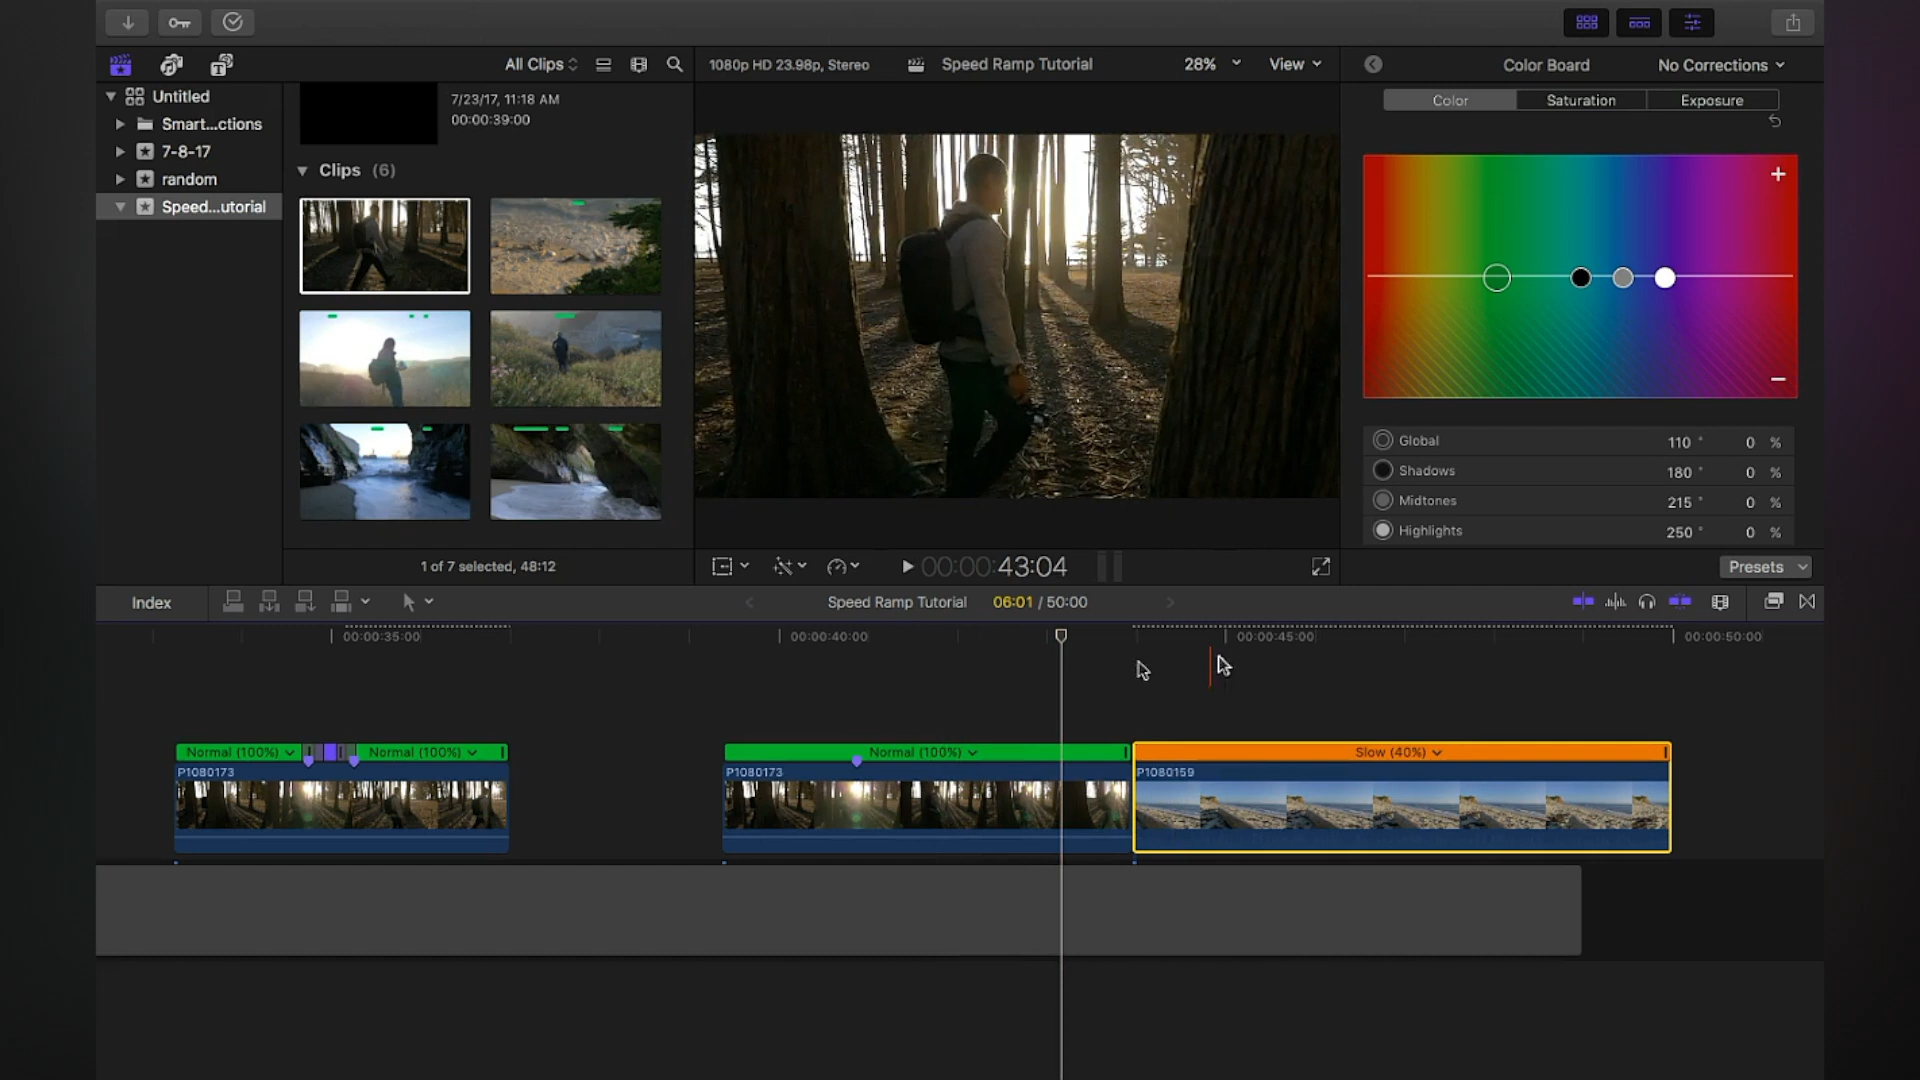 All Clips
1080p HD 23.98p, Stereo
Speed Ramp Tutorial
28%
View
Color Board
No Corrections
Untitled
Smart...ctions
7-8-17
random
Speed...utorial
7/23/17, 11:18 AM
00:00:39:00
Clips (6)
1 of 7 selected, 48:12
00:00:43:04
Color
Saturation
Exposure
Global 110 ° 0 %
Shadows 180 ° 0 %
Midtones 215 ° 0 %
Highlights 250 ° 0 %
Presets
Index
Speed Ramp Tutorial
06:01 / 50:00
00:00:35:00
00:00:40:00
00:00:45:00
00:00:50:00
Normal (100%)
Normal (100%)
P1080173
Normal (100%)
P1080173
Slow (40%)
P1080159